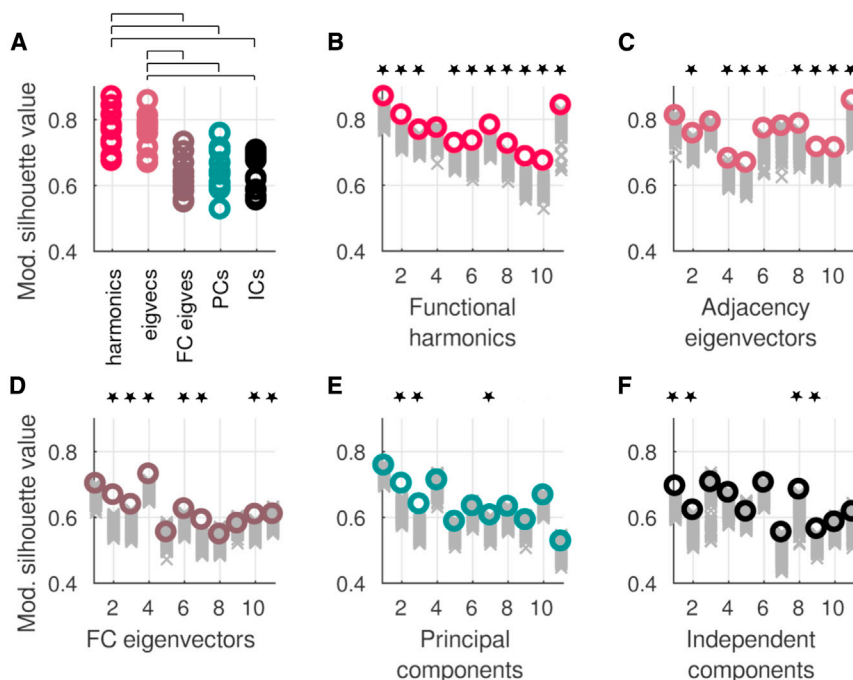 A
B
C
Mod. silhouette value
0.8
0.6
0.4
harmonics
eigvecs
FC eigves
PCs
ICs
0.8
0.6
0.4
2 4 6 8 10
Functional
harmonics
0.8
0.6
0.4
2 4 6 8 10
Adjacency
eigenvectors
D
E
F
Mod. silhouette value
0.8
0.6
0.4
2 4 6 8 10
FC eigenvectors
0.8
0.6
0.4
2 4 6 8 10
Principal
components
0.8
0.6
0.4
2 4 6 8 10
Independent
components